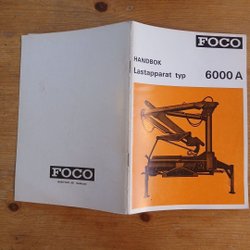 FOCO
HANDBOK
Lastapparat typ 6000 A
FOCO